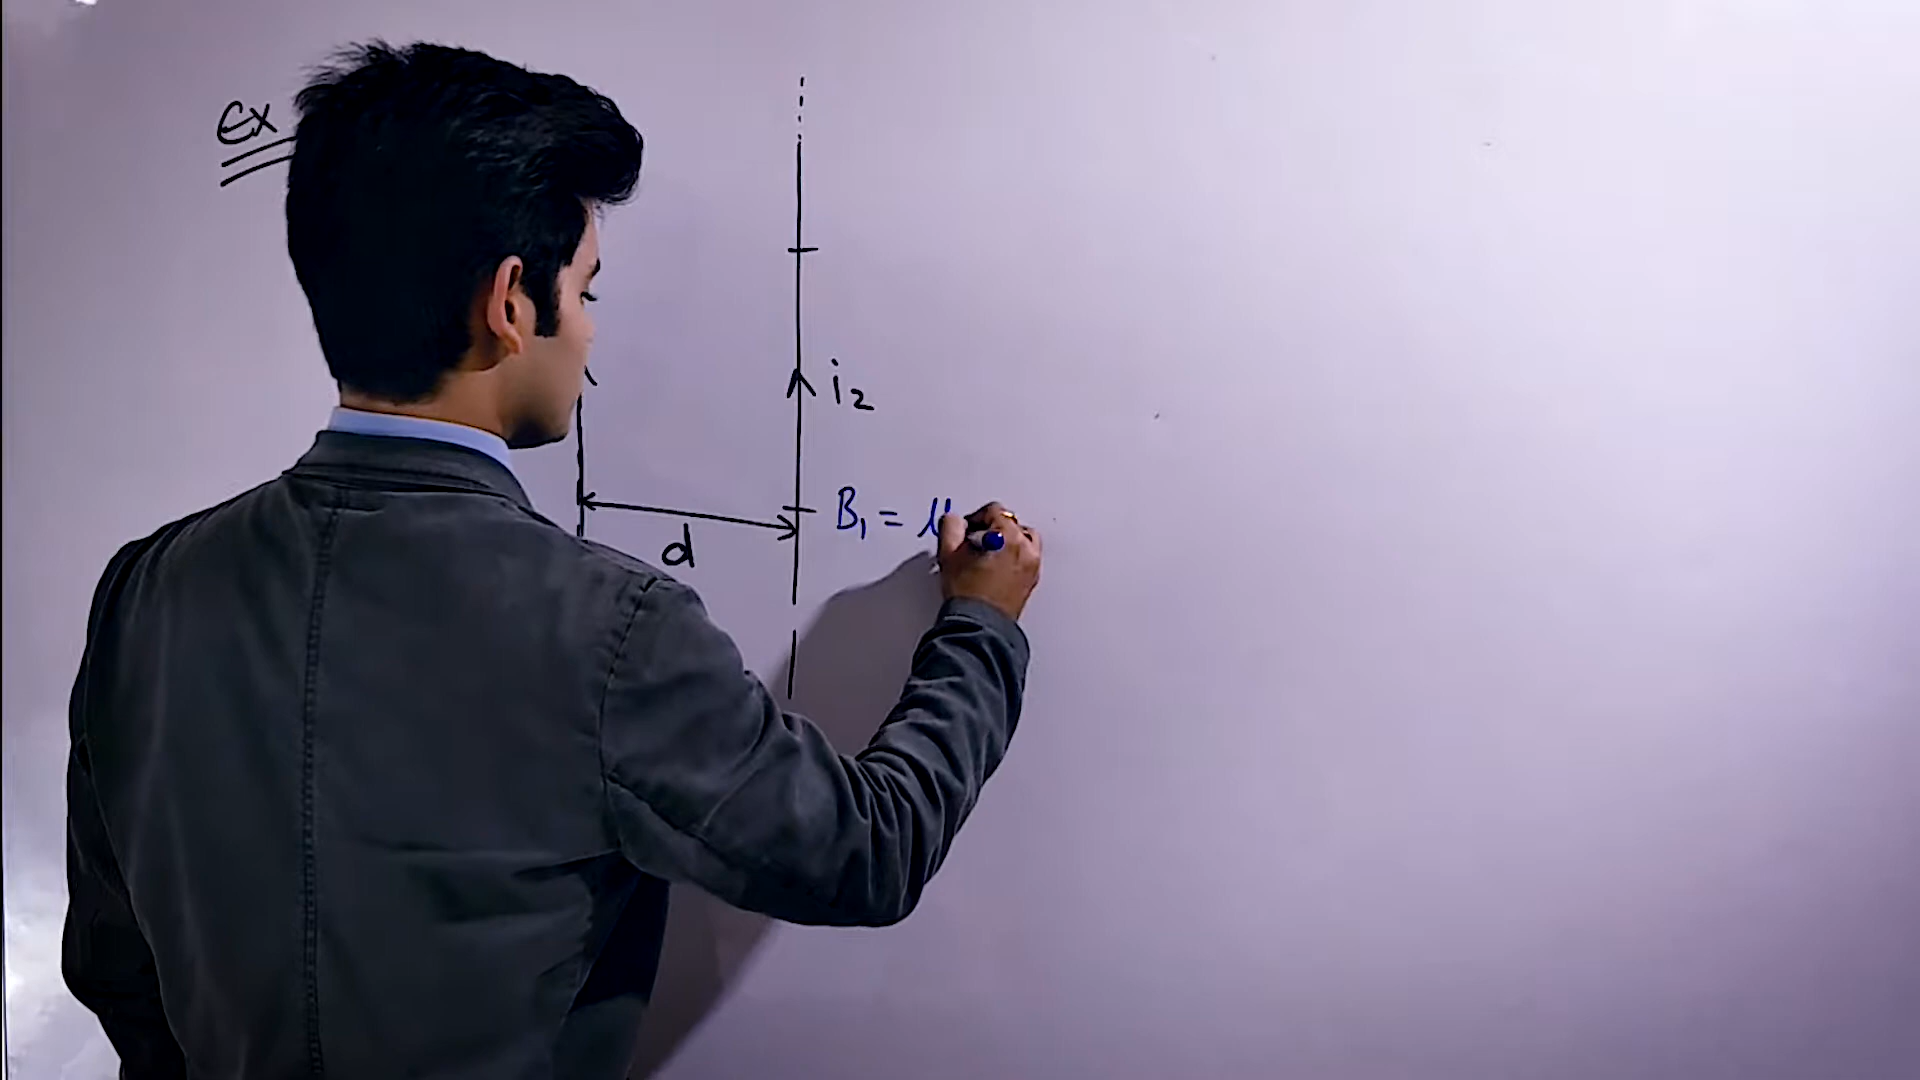 Ex
i₂
B₁ = μ
d